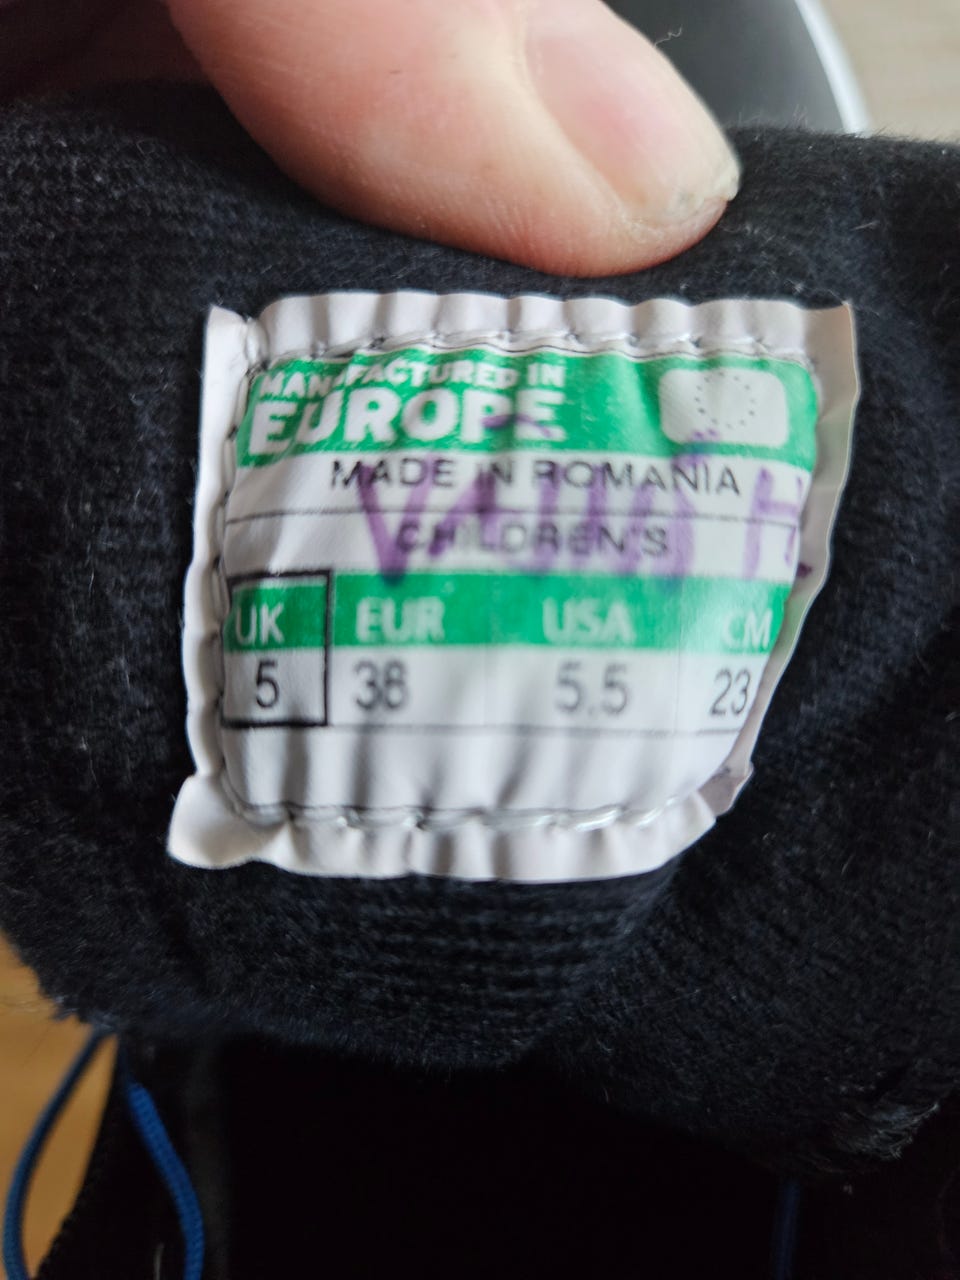 MANUFACTURED IN
EUROPE
MADE IN ROMANIA
CHILDREN'S
UK EUR USA CM
5 38 5.5 23